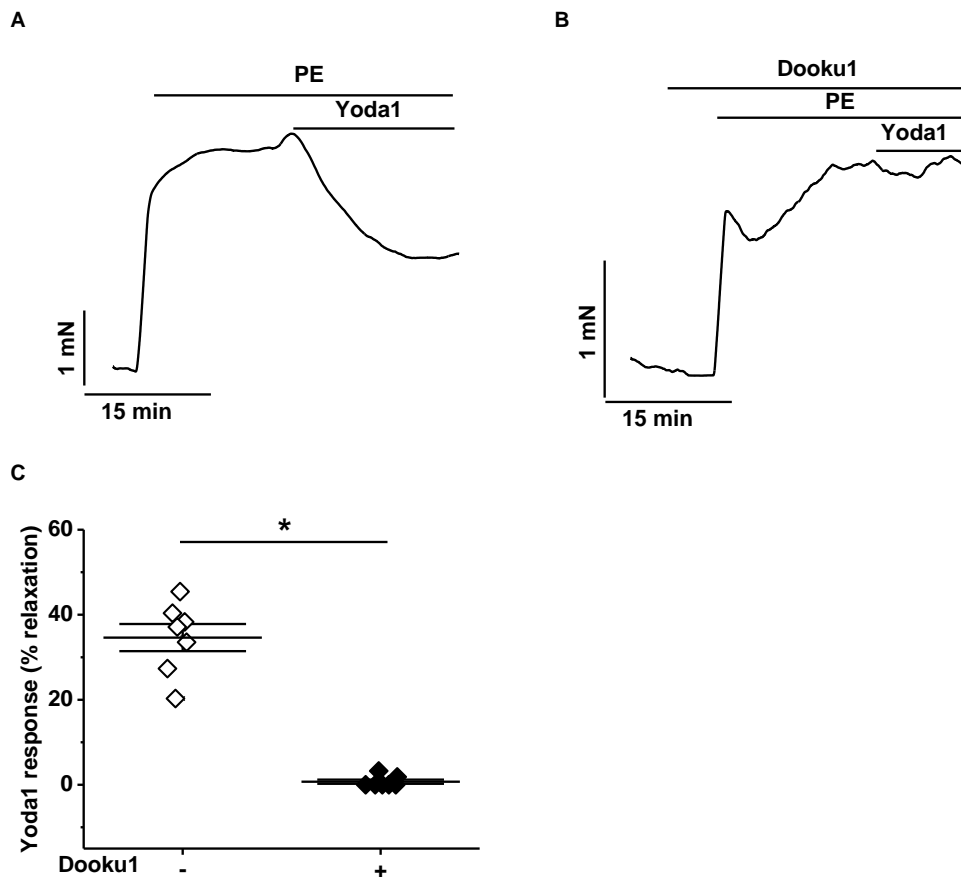 A
PE
Yoda1
1 mN
15 min
B
Dooku1
PE
Yoda1
1 mN
15 min
C
Yoda1 response (% relaxation)
60
40
20
0
*
Dooku1 - +